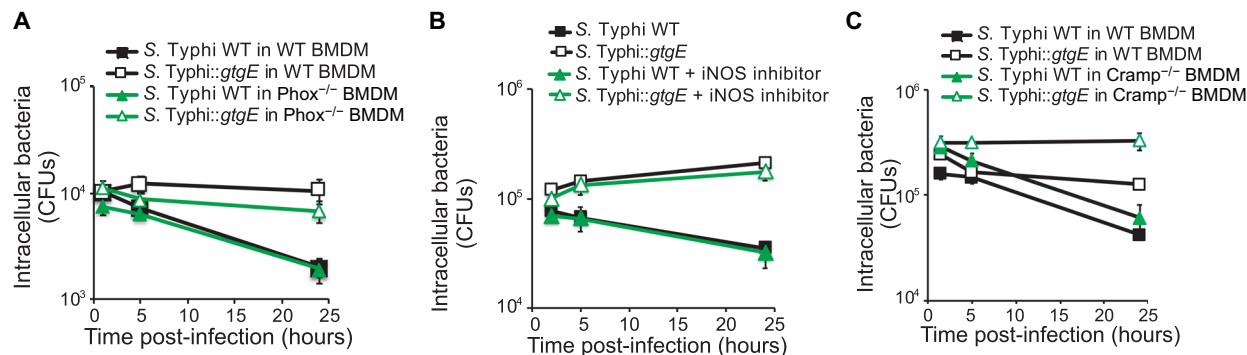 A
S. Typhi WT in WT BMDM
S. Typhi::gtgE in WT BMDM
S. Typhi WT in Phox⁻/⁻ BMDM
S. Typhi::gtgE in Phox⁻/⁻ BMDM
Intracellular bacteria
(CFUs)
10⁵
10⁴
10³
0 5 10 15 20 25
Time post-infection (hours)
B
S. Typhi WT
S. Typhi::gtgE
S. Typhi WT + iNOS inhibitor
S. Typhi::gtgE + iNOS inhibitor
Intracellular bacteria
(CFUs)
10⁶
10⁵
10⁴
0 5 10 15 20 25
Time post-infection (hours)
C
S. Typhi WT in WT BMDM
S. Typhi::gtgE in WT BMDM
S. Typhi WT in Cramp⁻/⁻ BMDM
S. Typhi::gtgE in Cramp⁻/⁻ BMDM
Intracellular bacteria
(CFUs)
10⁶
10⁵
10⁴
0 5 10 15 20 25
Time post-infection (hours)